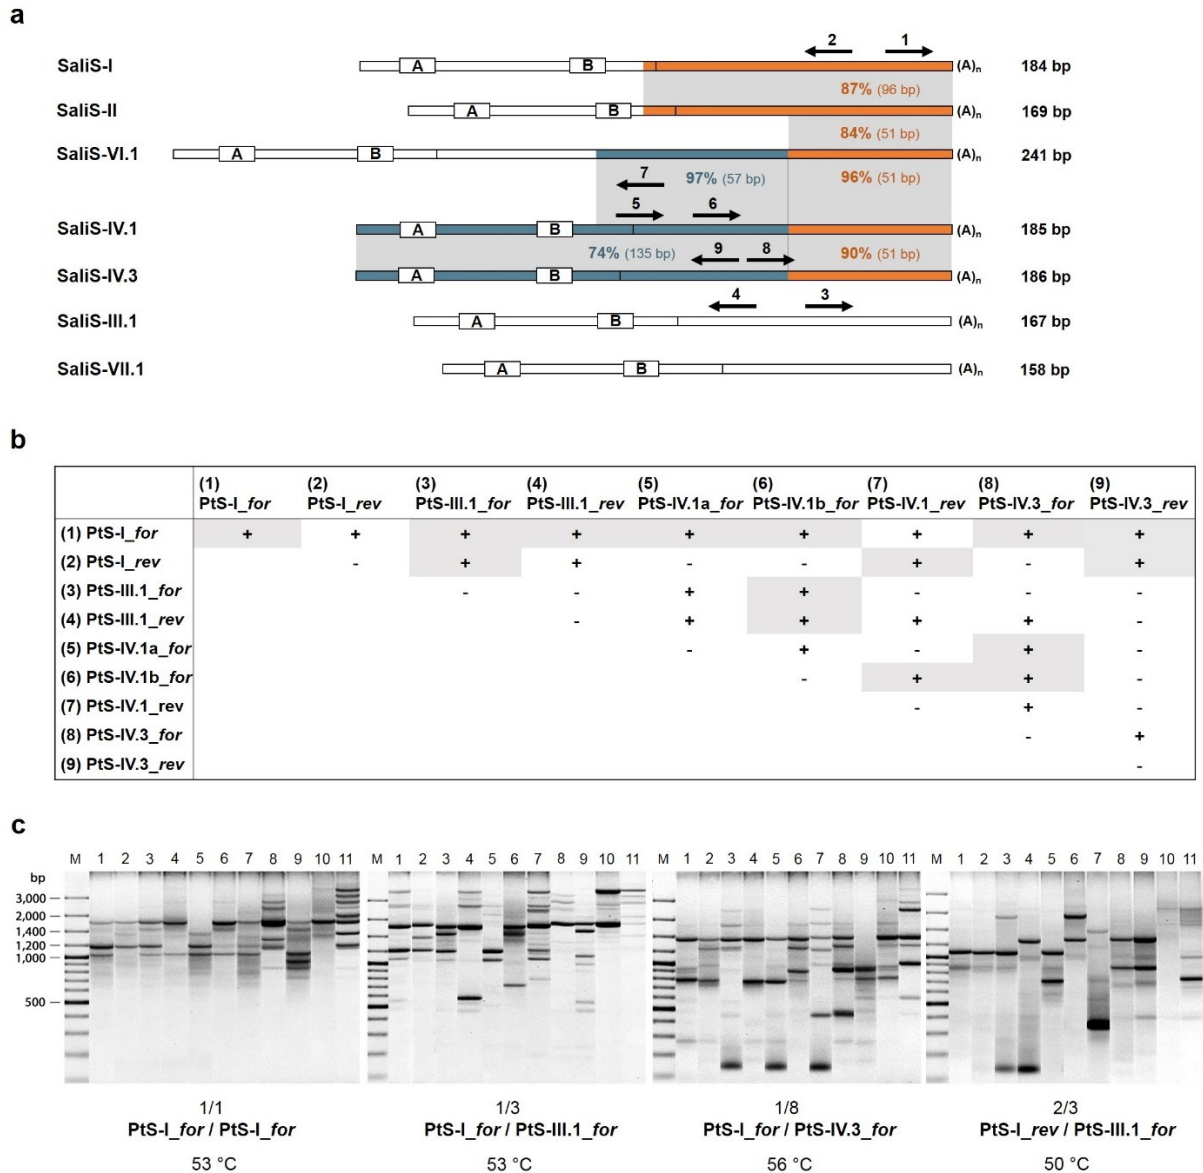 a
2 1
SaliS-I A B (A)n 184 bp
87% (96 bp)
SaliS-II A B (A)n 169 bp
84% (51 bp)
SaliS-VI.1 A B (A)n 241 bp
7 97% (57 bp) 96% (51 bp)
5 6
SaliS-IV.1 A B (A)n 185 bp
74% (135 bp) 9 8 90% (51 bp)
SaliS-IV.3 A B (A)n 186 bp
4 3
SaliS-III.1 A B (A)n 167 bp
SaliS-VII.1 A B (A)n 158 bp
b
(1) (2) (3) (4) (5) (6) (7) (8) (9)
PtS-I_for PtS-I_rev PtS-III.1_for PtS-III.1_rev PtS-IV.1a_for PtS-IV.1b_for PtS-IV.1_rev PtS-IV.3_for PtS-IV.3_rev
(1) PtS-I_for + + + + + + + + +
(2) PtS-I_rev - + + - - + - +
(3) PtS-III.1_for - - + + - - -
(4) PtS-III.1_rev - + + + + -
(5) PtS-IV.1a_for - + - + -
(6) PtS-IV.1b_for - + + -
(7) PtS-IV.1_rev - + -
(8) PtS-IV.3_for - +
(9) PtS-IV.3_rev -
c
M 1 2 3 4 5 6 7 8 9 10 11 M 1 2 3 4 5 6 7 8 9 10 11 M 1 2 3 4 5 6 7 8 9 10 11 M 1 2 3 4 5 6 7 8 9 10 11
bp
3,000
2,000
1,400
1,200
1,000
500
1/1 1/3 1/8 2/3
PtS-I_for / PtS-I_for PtS-I_for / PtS-III.1_for PtS-I_for / PtS-IV.3_for PtS-I_rev / PtS-III.1_for
53 °C 53 °C 56 °C 50 °C